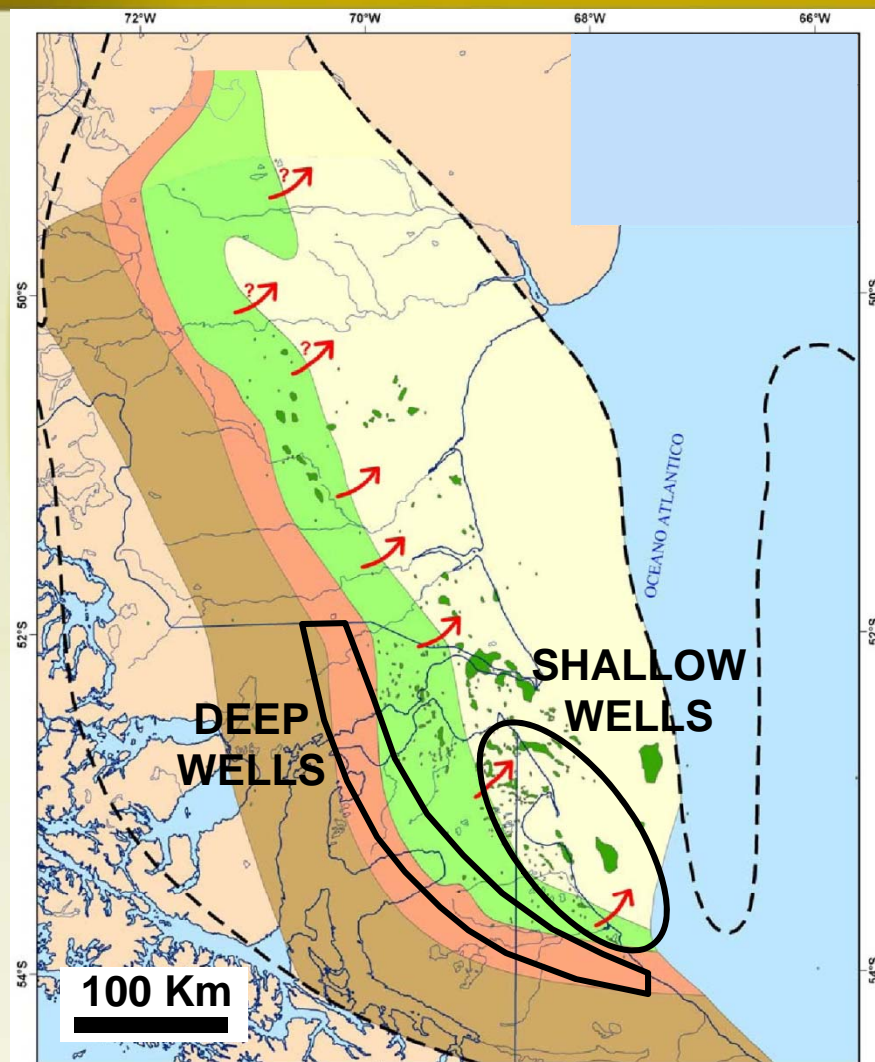 72°W 70°W 68°W 66°W
?
?
50°S 50°S
?
OCEANO ATLANTICO
52°S 52°S
SHALLOW
WELLS
DEEP
WELLS
54°S 54°S
100 Km